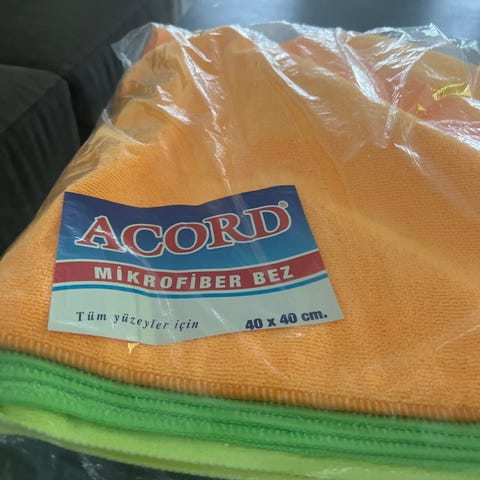 ACORD®
MİKROFİBER BEZ
Tüm yüzeyler için
40 x 40 cm.